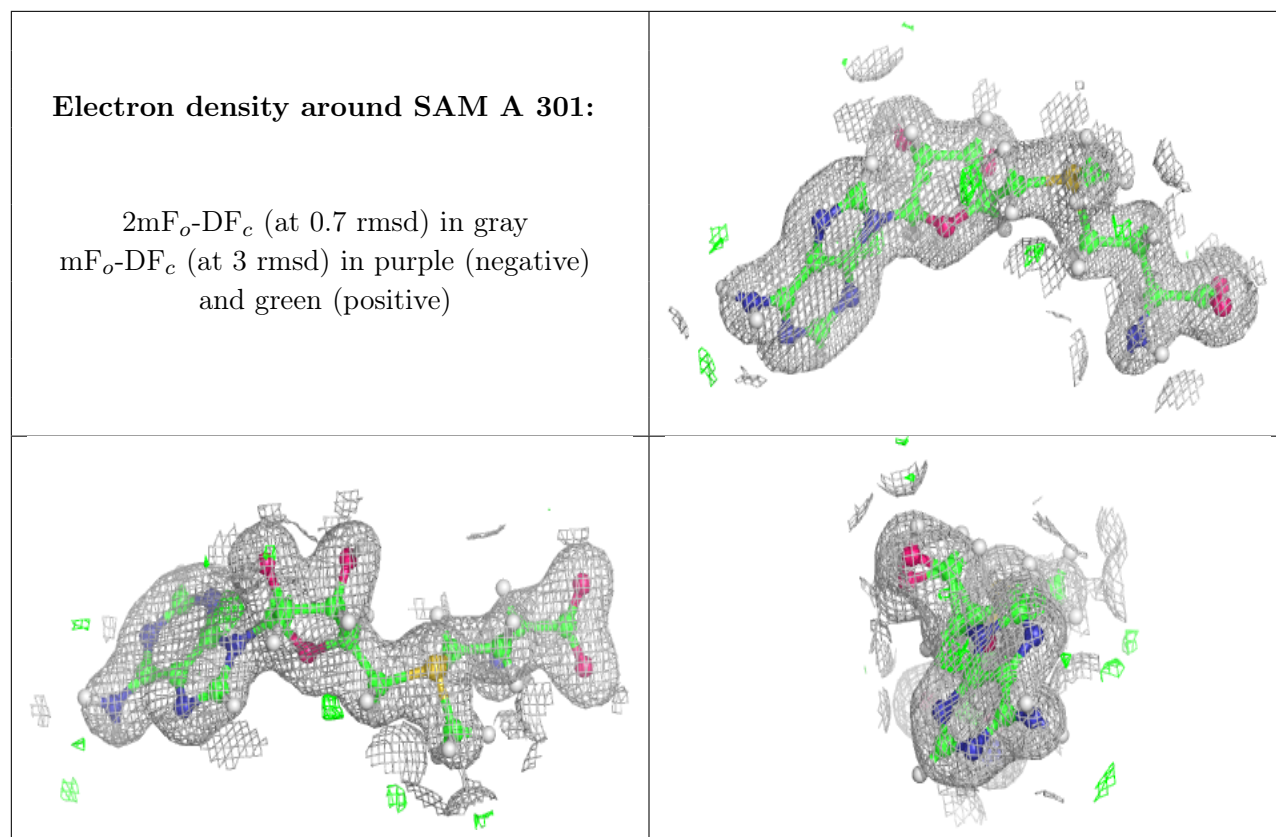 Electron density around SAM A 301:
2mFo-DFc (at 0.7 rmsd) in gray
mFo-DFc (at 3 rmsd) in purple (negative)
and green (positive)